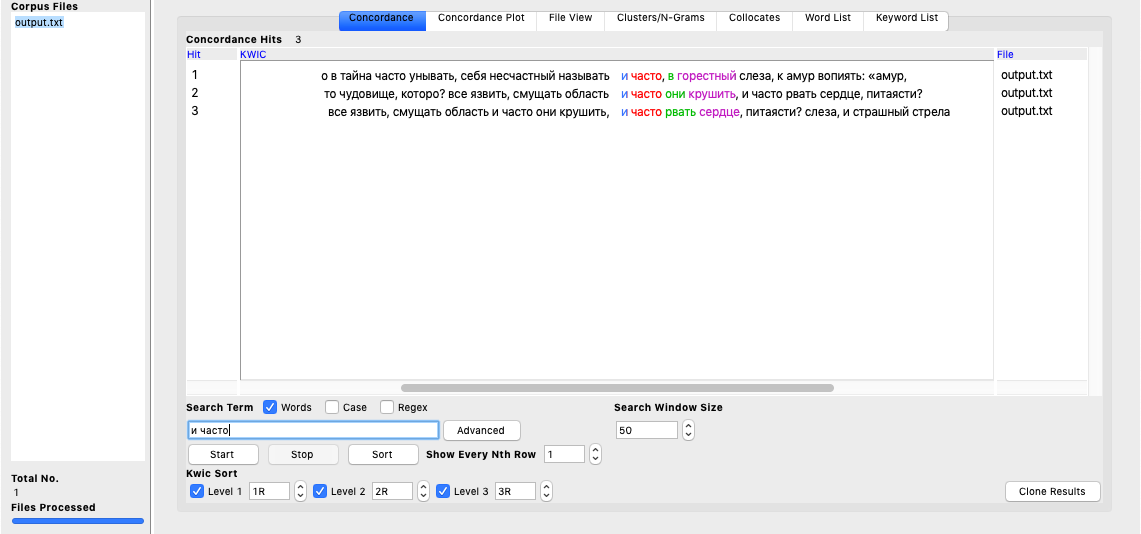 Corpus Files
output.txt
Concordance Concordance Plot File View Clusters/N-Grams Collocates Word List Keyword List
Concordance Hits 3
Hit KWIC File
1 о в тайна часто унывать, себя несчастный называть и часто, в горестный слеза, к амур вопиять: «амур, output.txt
2 то чудовище, которо? все язвить, смущать область и часто они крушить, и часто рвать сердце, питаясти? output.txt
3 все язвить, смущать область и часто они крушить, и часто рвать сердце, питаясти? слеза, и страшный стрела output.txt
Search Term Words Case Regex Search Window Size
и часто Advanced 50
Start Stop Sort Show Every Nth Row 1
Kwic Sort
Level 1 1R Level 2 2R Level 3 3R Clone Results
Total No.
1
Files Processed